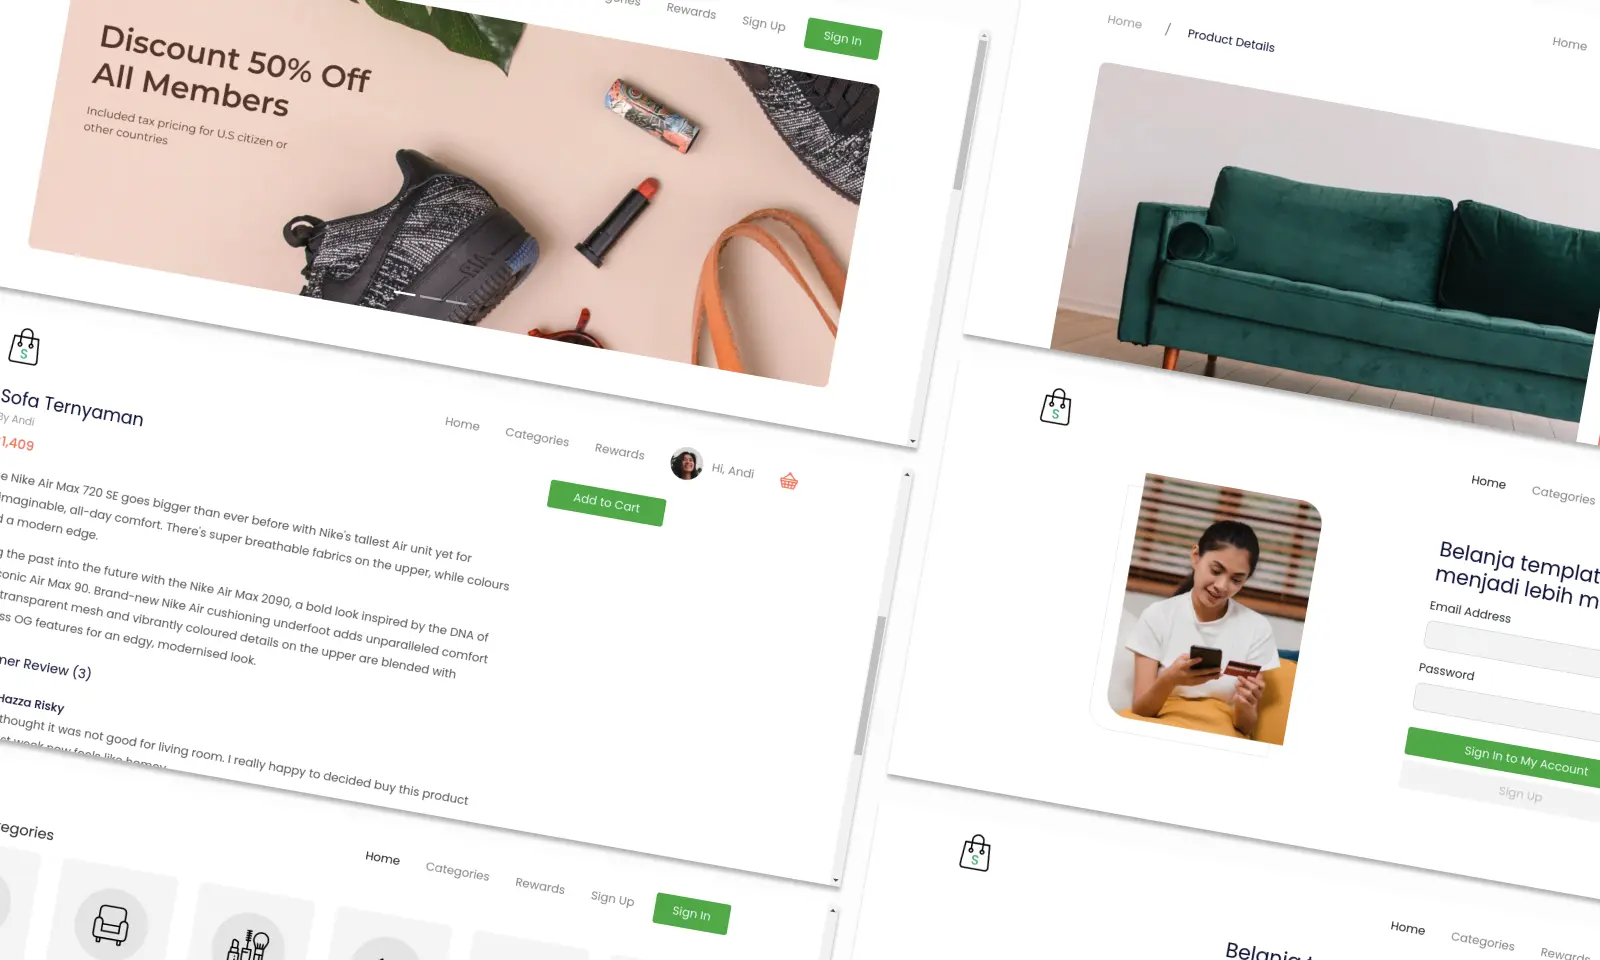 Rewards
Sign Up
Sign In
Discount 50% Off
All Members
Included tax pricing for U.S citizen or
other countries
Home / Product Details
Home
S
Sofa Ternyaman
By Andi
1,409
Home
Categories
Rewards
Hi, Andi
Add to Cart
Nike Air Max 720 SE goes bigger than ever before with Nike's tallest Air unit yet for
imaginable, all-day comfort. There's super breathable fabrics on the upper, while colours
a modern edge.
the past into the future with the Nike Air Max 2090, a bold look inspired by the DNA of
Air Max 90. Brand-new Nike Air cushioning underfoot adds unparalleled comfort
transparent mesh and vibrantly coloured details on the upper are blended with
OG features for an edgy, modernised look.
Review (3)
Hazza Risky
thought it was not good for living room. I really happy to decided buy this product
week now feels like homey
S
Home
Categories
Belanja
menjadi lebih
Email Address
Password
Sign In to My Account
Sign Up
Home
Categories
Rewards
Sign Up
Sign In
S
Home
Categories
Rewards
Belanja